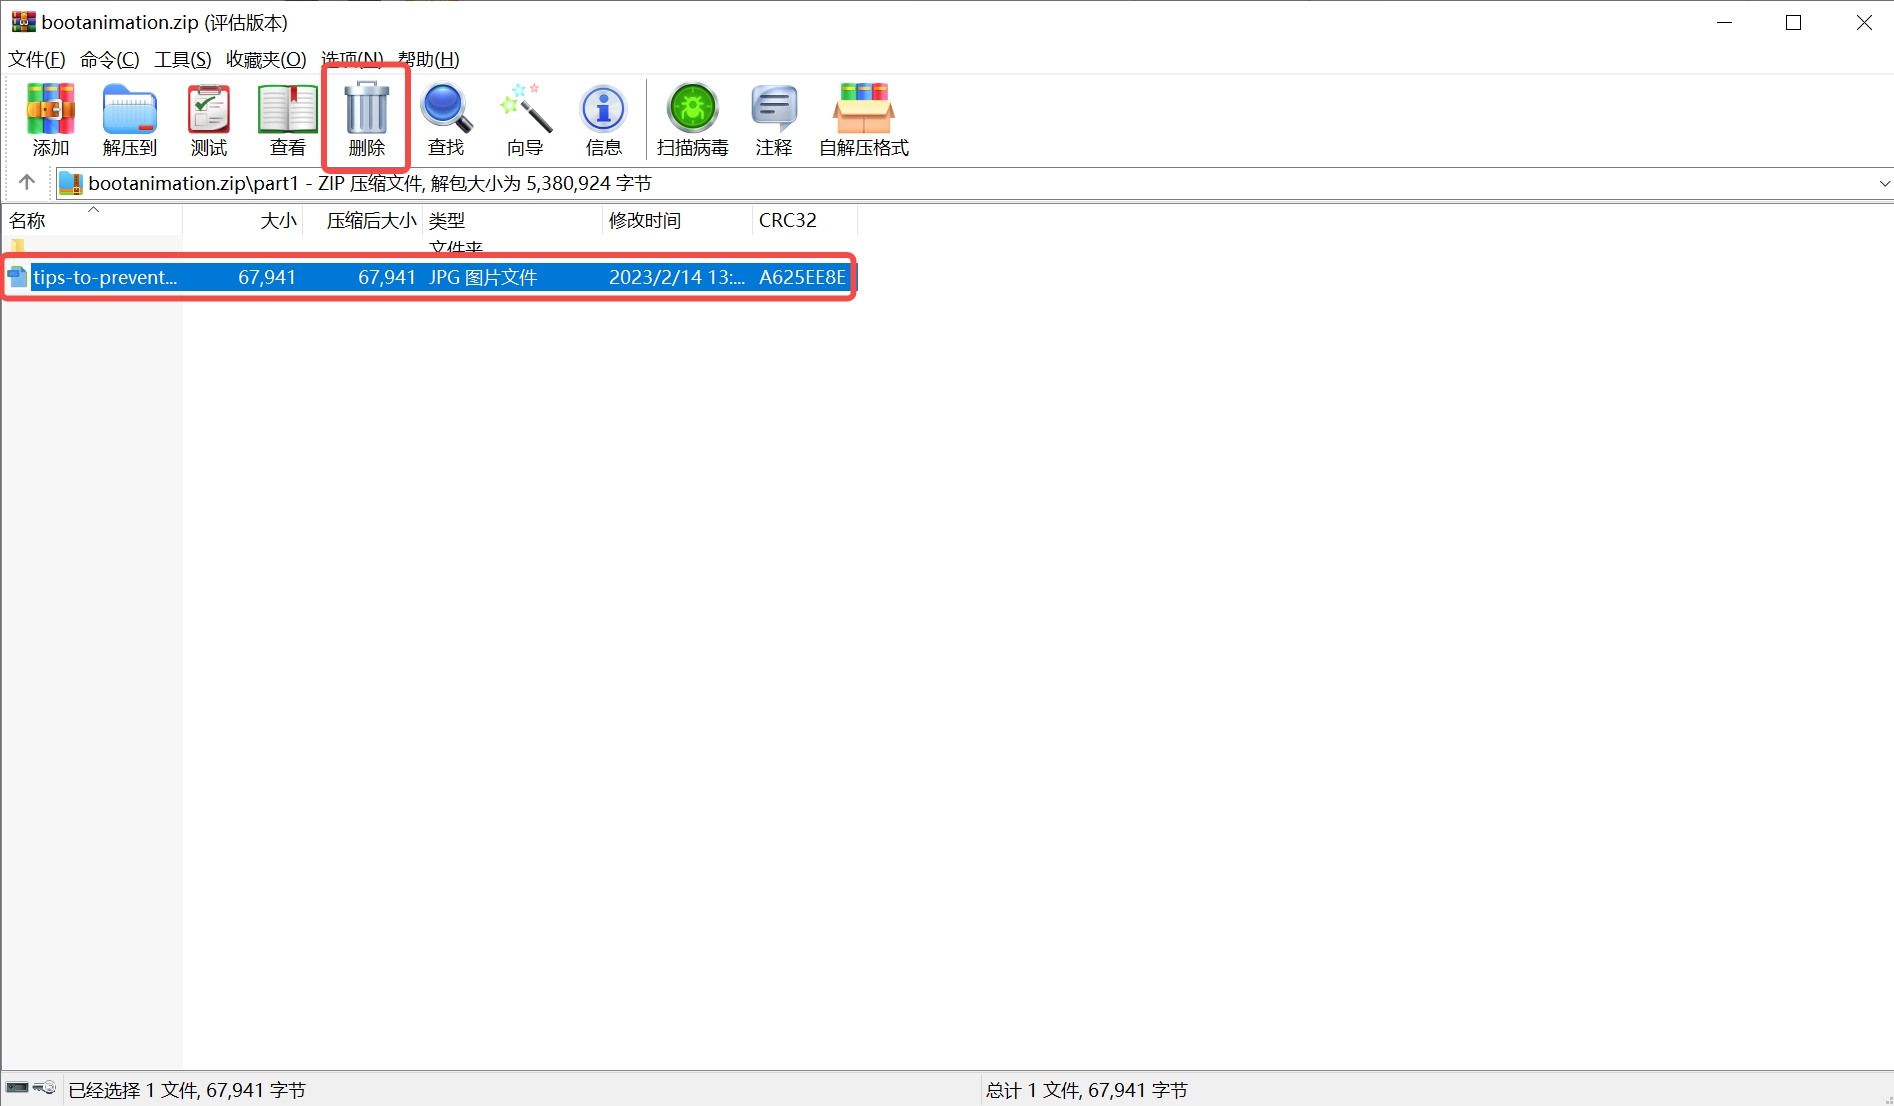 bootanimation.zip (评估版本)
文件(F) 命令(C) 工具(S) 收藏夹(O) 选项(N) 帮助(H)
添加 解压到 测试 查看 删除 查找 向导 信息 扫描病毒 注释 自解压格式
bootanimation.zip\part1 - ZIP 压缩文件, 解包大小为 5,380,924 字节
名称 大小 压缩后大小 类型 修改时间 CRC32
文件夹
tips-to-prevent... 67,941 67,941 JPG 图片文件 2023/2/14 13:... A625EE8E
已经选择 1 文件, 67,941 字节 总计 1 文件, 67,941 字节